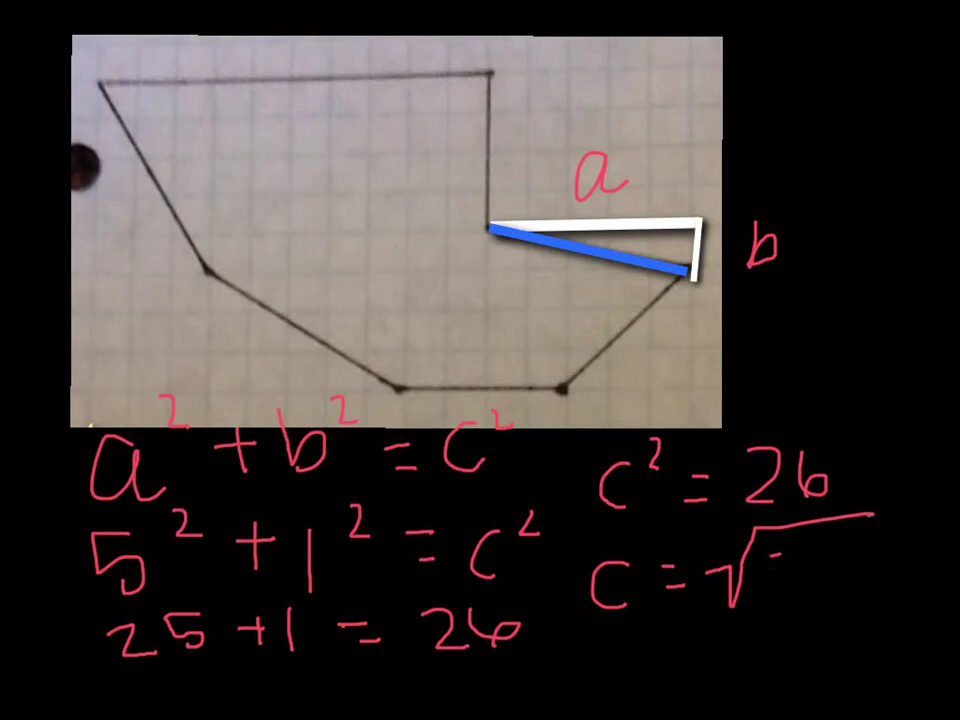 a
b
a² + b² = c²
5² + 1² = c²
25 + 1 = 26
c² = 26
c = √